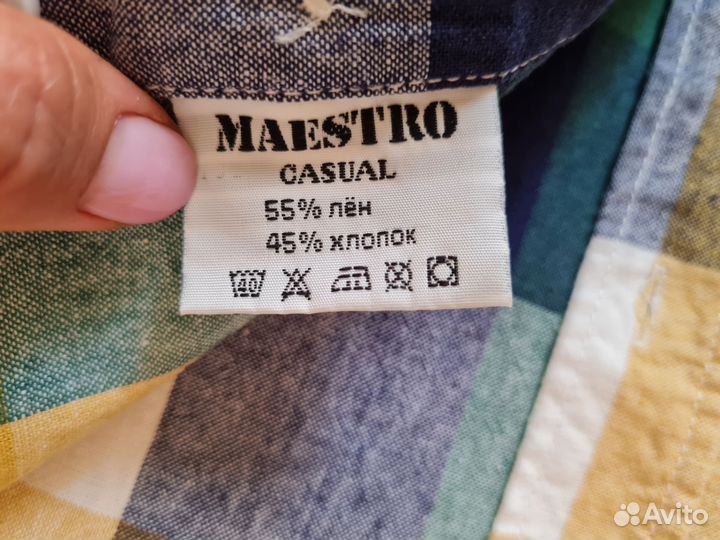 MAESTRO
CASUAL
55% лён
45% хлопок
40
Avito